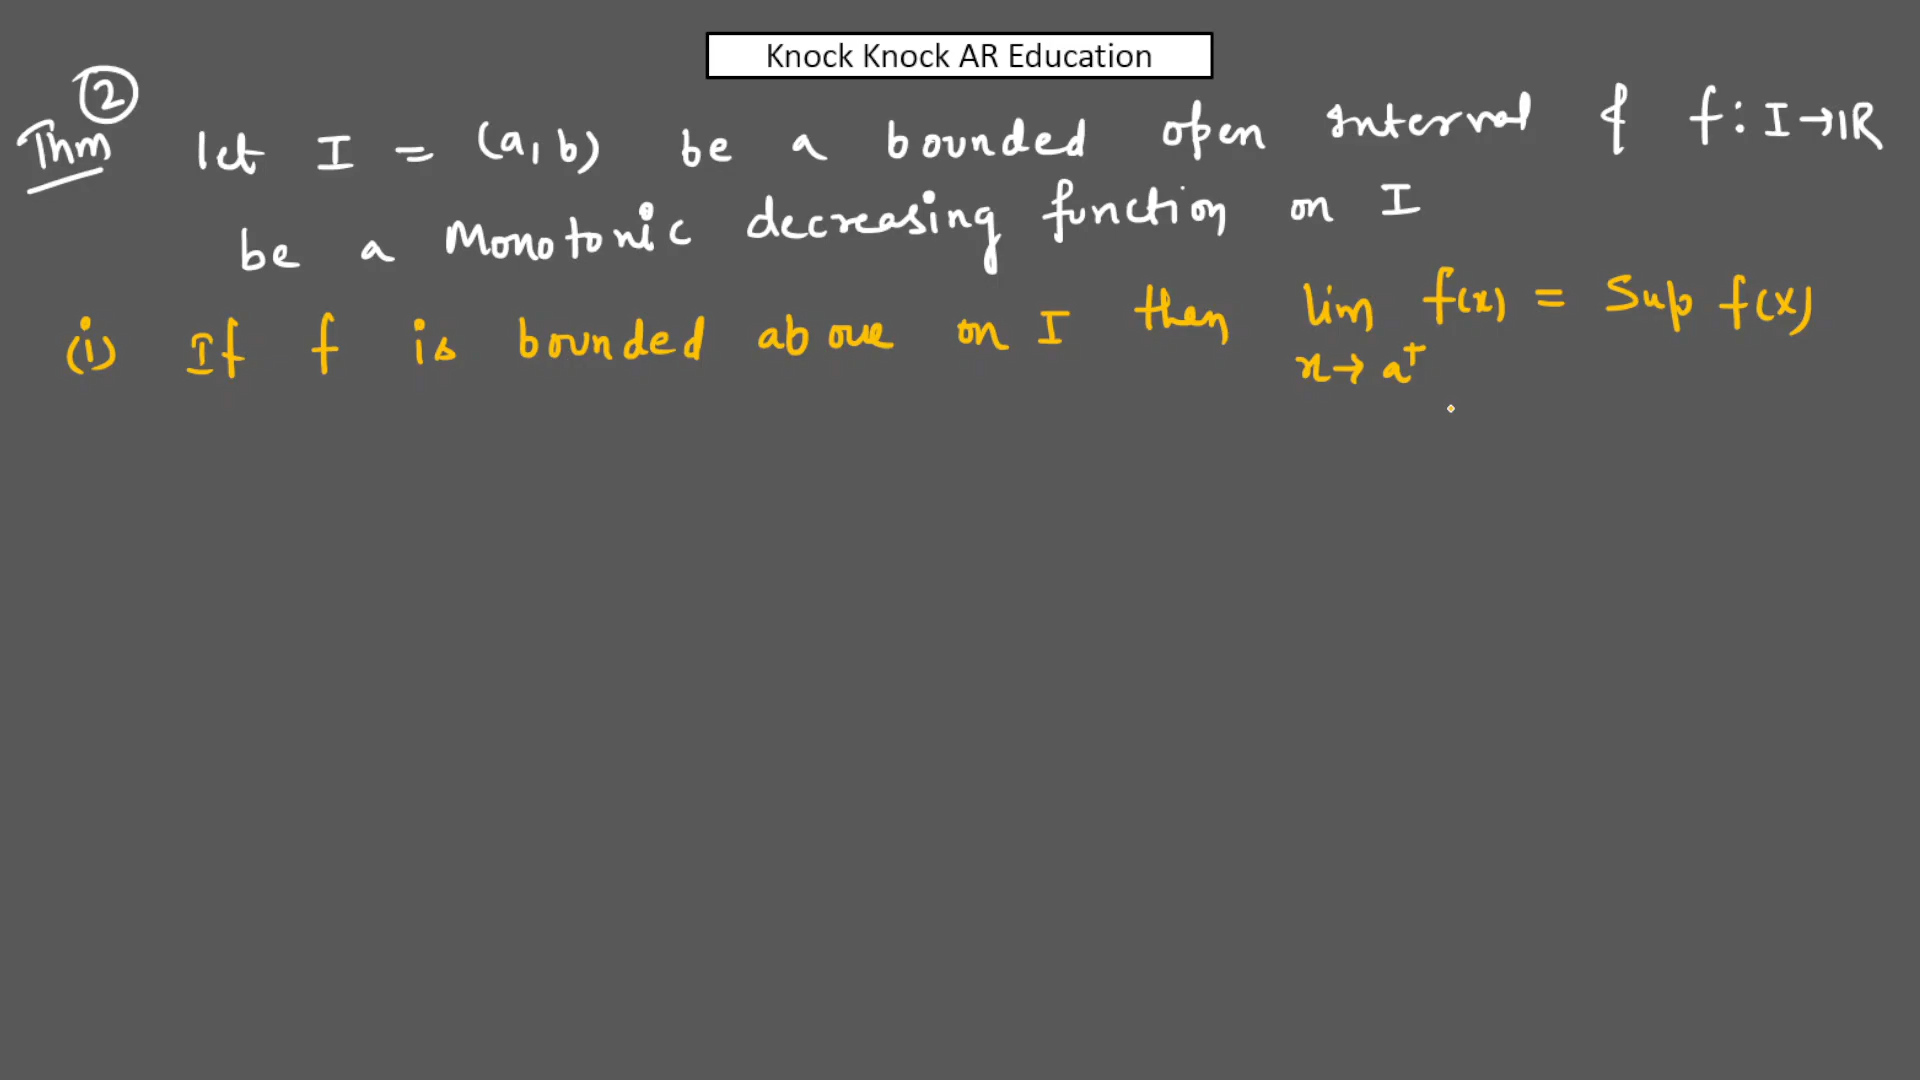 Knock Knock AR Education
Thm ② let I = (a, b) be a bounded open interval & f: I→IR
be a Monotonic decreasing function on I
(i) If f is bounded above on I then lim f(x) = Sup f(x)
x→a⁺